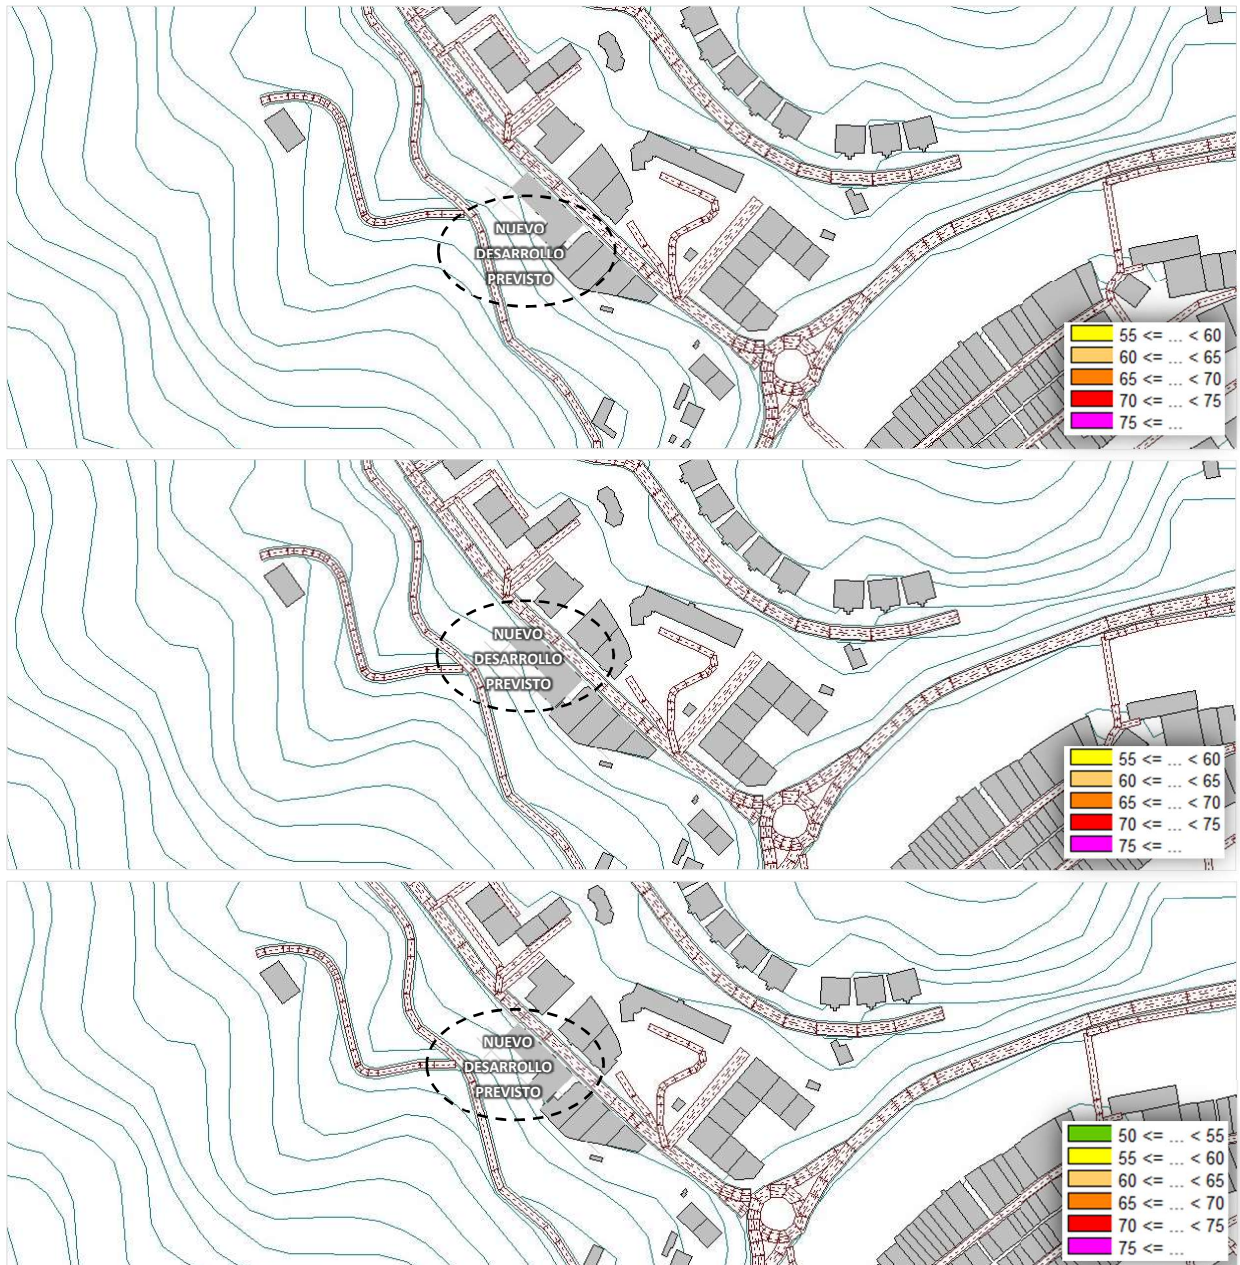 NUEVO
DESARROLLO
PREVISTO
55 <= ... < 60
60 <= ... < 65
65 <= ... < 70
70 <= ... < 75
75 <= ...
NUEVO
DESARROLLO
PREVISTO
55 <= ... < 60
60 <= ... < 65
65 <= ... < 70
70 <= ... < 75
75 <= ...
NUEVO
DESARROLLO
PREVISTO
50 <= ... < 55
55 <= ... < 60
60 <= ... < 65
65 <= ... < 70
70 <= ... < 75
75 <= ...